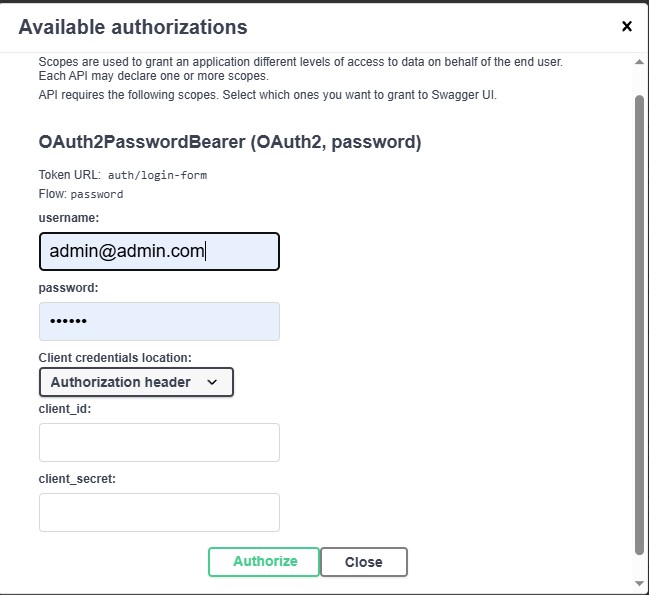 Available authorizations
Scopes are used to grant an application different levels of access to data on behalf of the end user.
Each API may declare one or more scopes.
API requires the following scopes. Select which ones you want to grant to Swagger UI.
OAuth2PasswordBearer (OAuth2, password)
Token URL: auth/login-form
Flow: password
username:
admin@admin.com
password:
••••••
Client credentials location:
Authorization header
client_id:
client_secret:
Authorize
Close